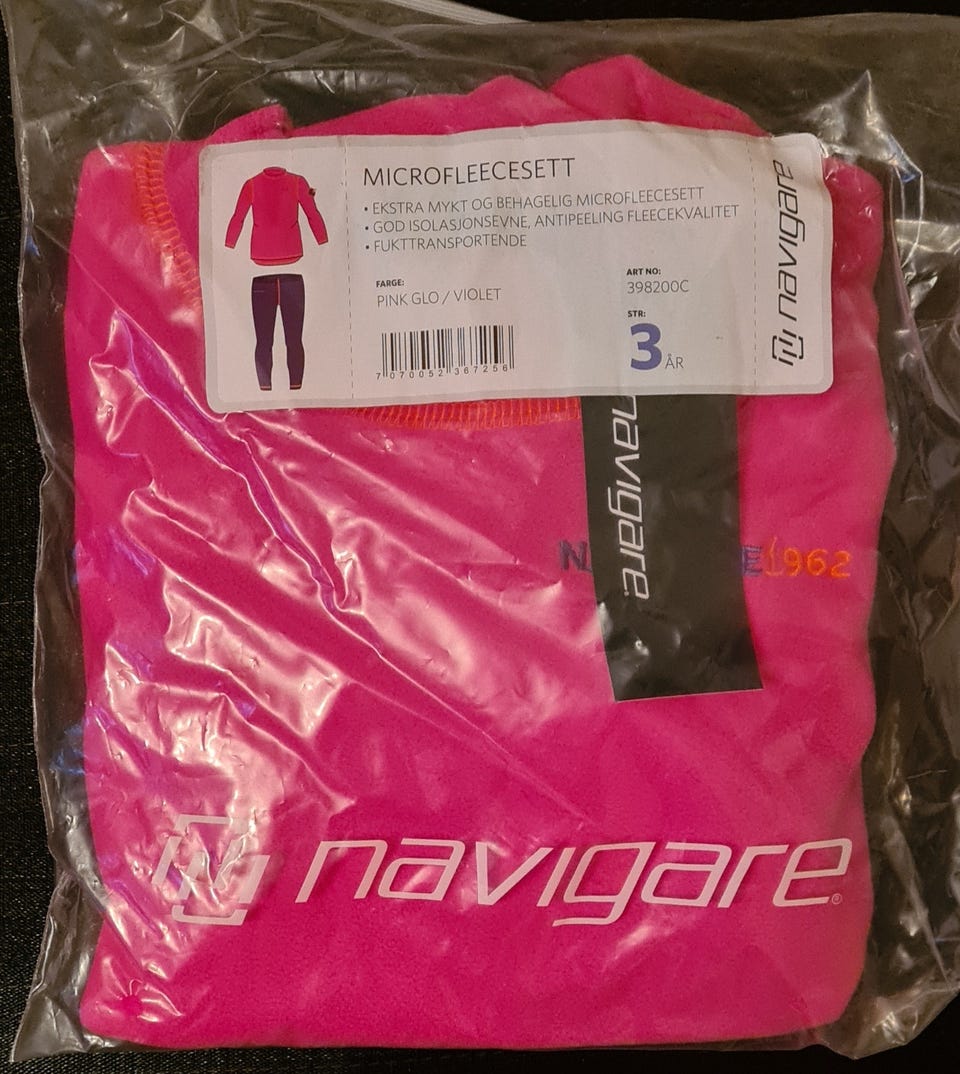 MICROFLEECESETT
• EKSTRA MYKT OG BEHAGELIG MICROFLEECESETT
• GOD ISOLASJONSEVNE, ANTIPEELING FLEECEKVALITET
• FUKTTRANSPORTENDE
FARGE:
PINK GLO / VIOLET
ART NO:
398200C
STR:
3 ÅR
7 070052 367256
navigare
navigare
1962
navigare®